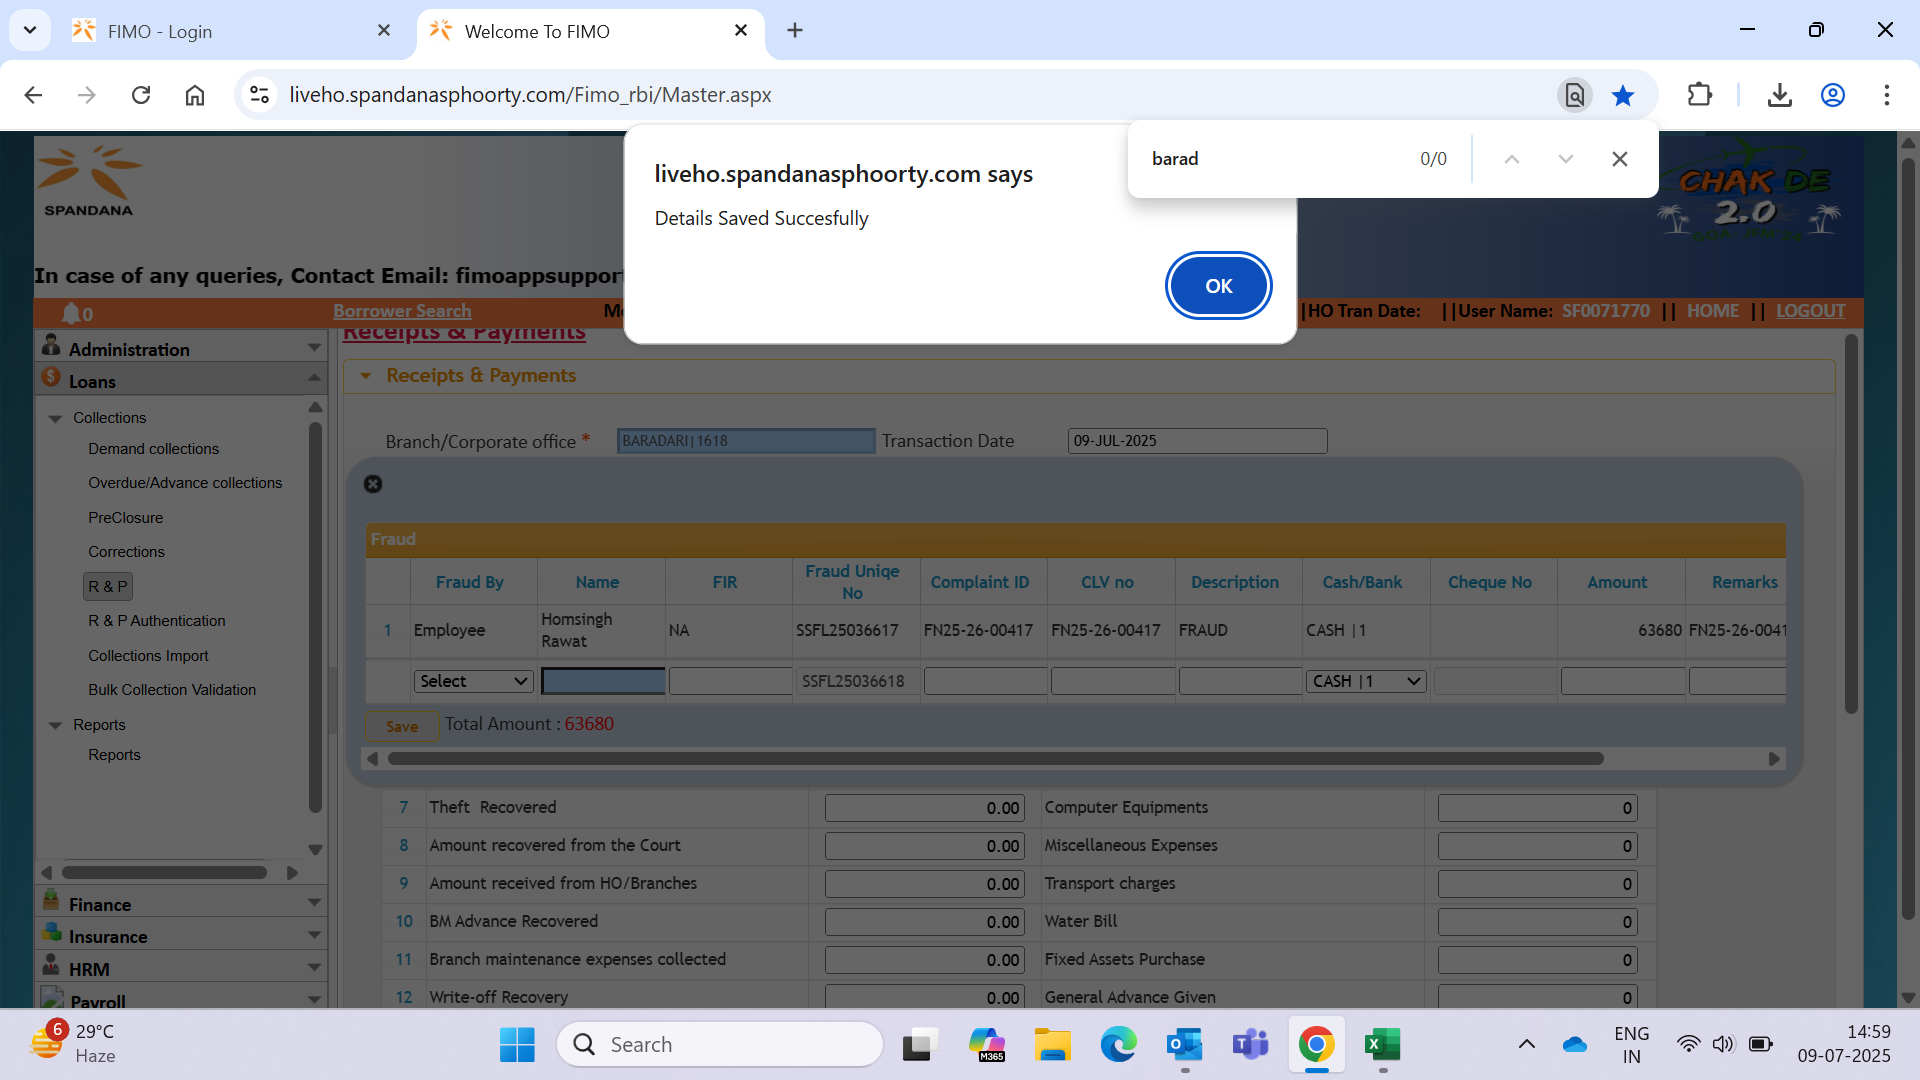 FIMO - Login
Welcome To FIMO
liveho.spandanasphoorty.com/Fimo_rbi/Master.aspx
barad
0/0
liveho.spandanasphoorty.com says
Details Saved Succesfully
OK
SPANDANA
CHAK DE
2.0
In case of any queries, Contact Email: fimoappsupport
0
Borrower Search
|HO Tran Date: ||User Name: SF0071770 || HOME || LOGOUT
Receipts & Payments
Administration
Loans
Collections
Demand collections
Overdue/Advance collections
PreClosure
Corrections
R & P
R & P Authentication
Collections Import
Bulk Collection Validation
Reports
Reports
Finance
Insurance
HRM
Payroll
Receipts & Payments
Branch/Corporate office * BARADARI|1618 Transaction Date 09-JUL-2025
Fraud
Fraud By Name FIR Fraud Uniqe No Complaint ID CLV no Description Cash/Bank Cheque No Amount Remarks
1 Employee Homsingh Rawat NA SSFL25036617 FN25-26-00417 FN25-26-00417 FRAUD CASH |1 63680 FN25-26-0041
Select SSFL25036618 CASH |1
Save Total Amount : 63680
7 Theft Recovered 0.00 Computer Equipments 0
8 Amount recovered from the Court 0.00 Miscellaneous Expenses 0
9 Amount received from HO/Branches 0.00 Transport charges 0
10 BM Advance Recovered 0.00 Water Bill 0
11 Branch maintenance expenses collected 0.00 Fixed Assets Purchase 0
12 Write-off Recovery 0.00 General Advance Given 0
6
29°C
Haze
Search
M365
ENG
IN
14:59
09-07-2025